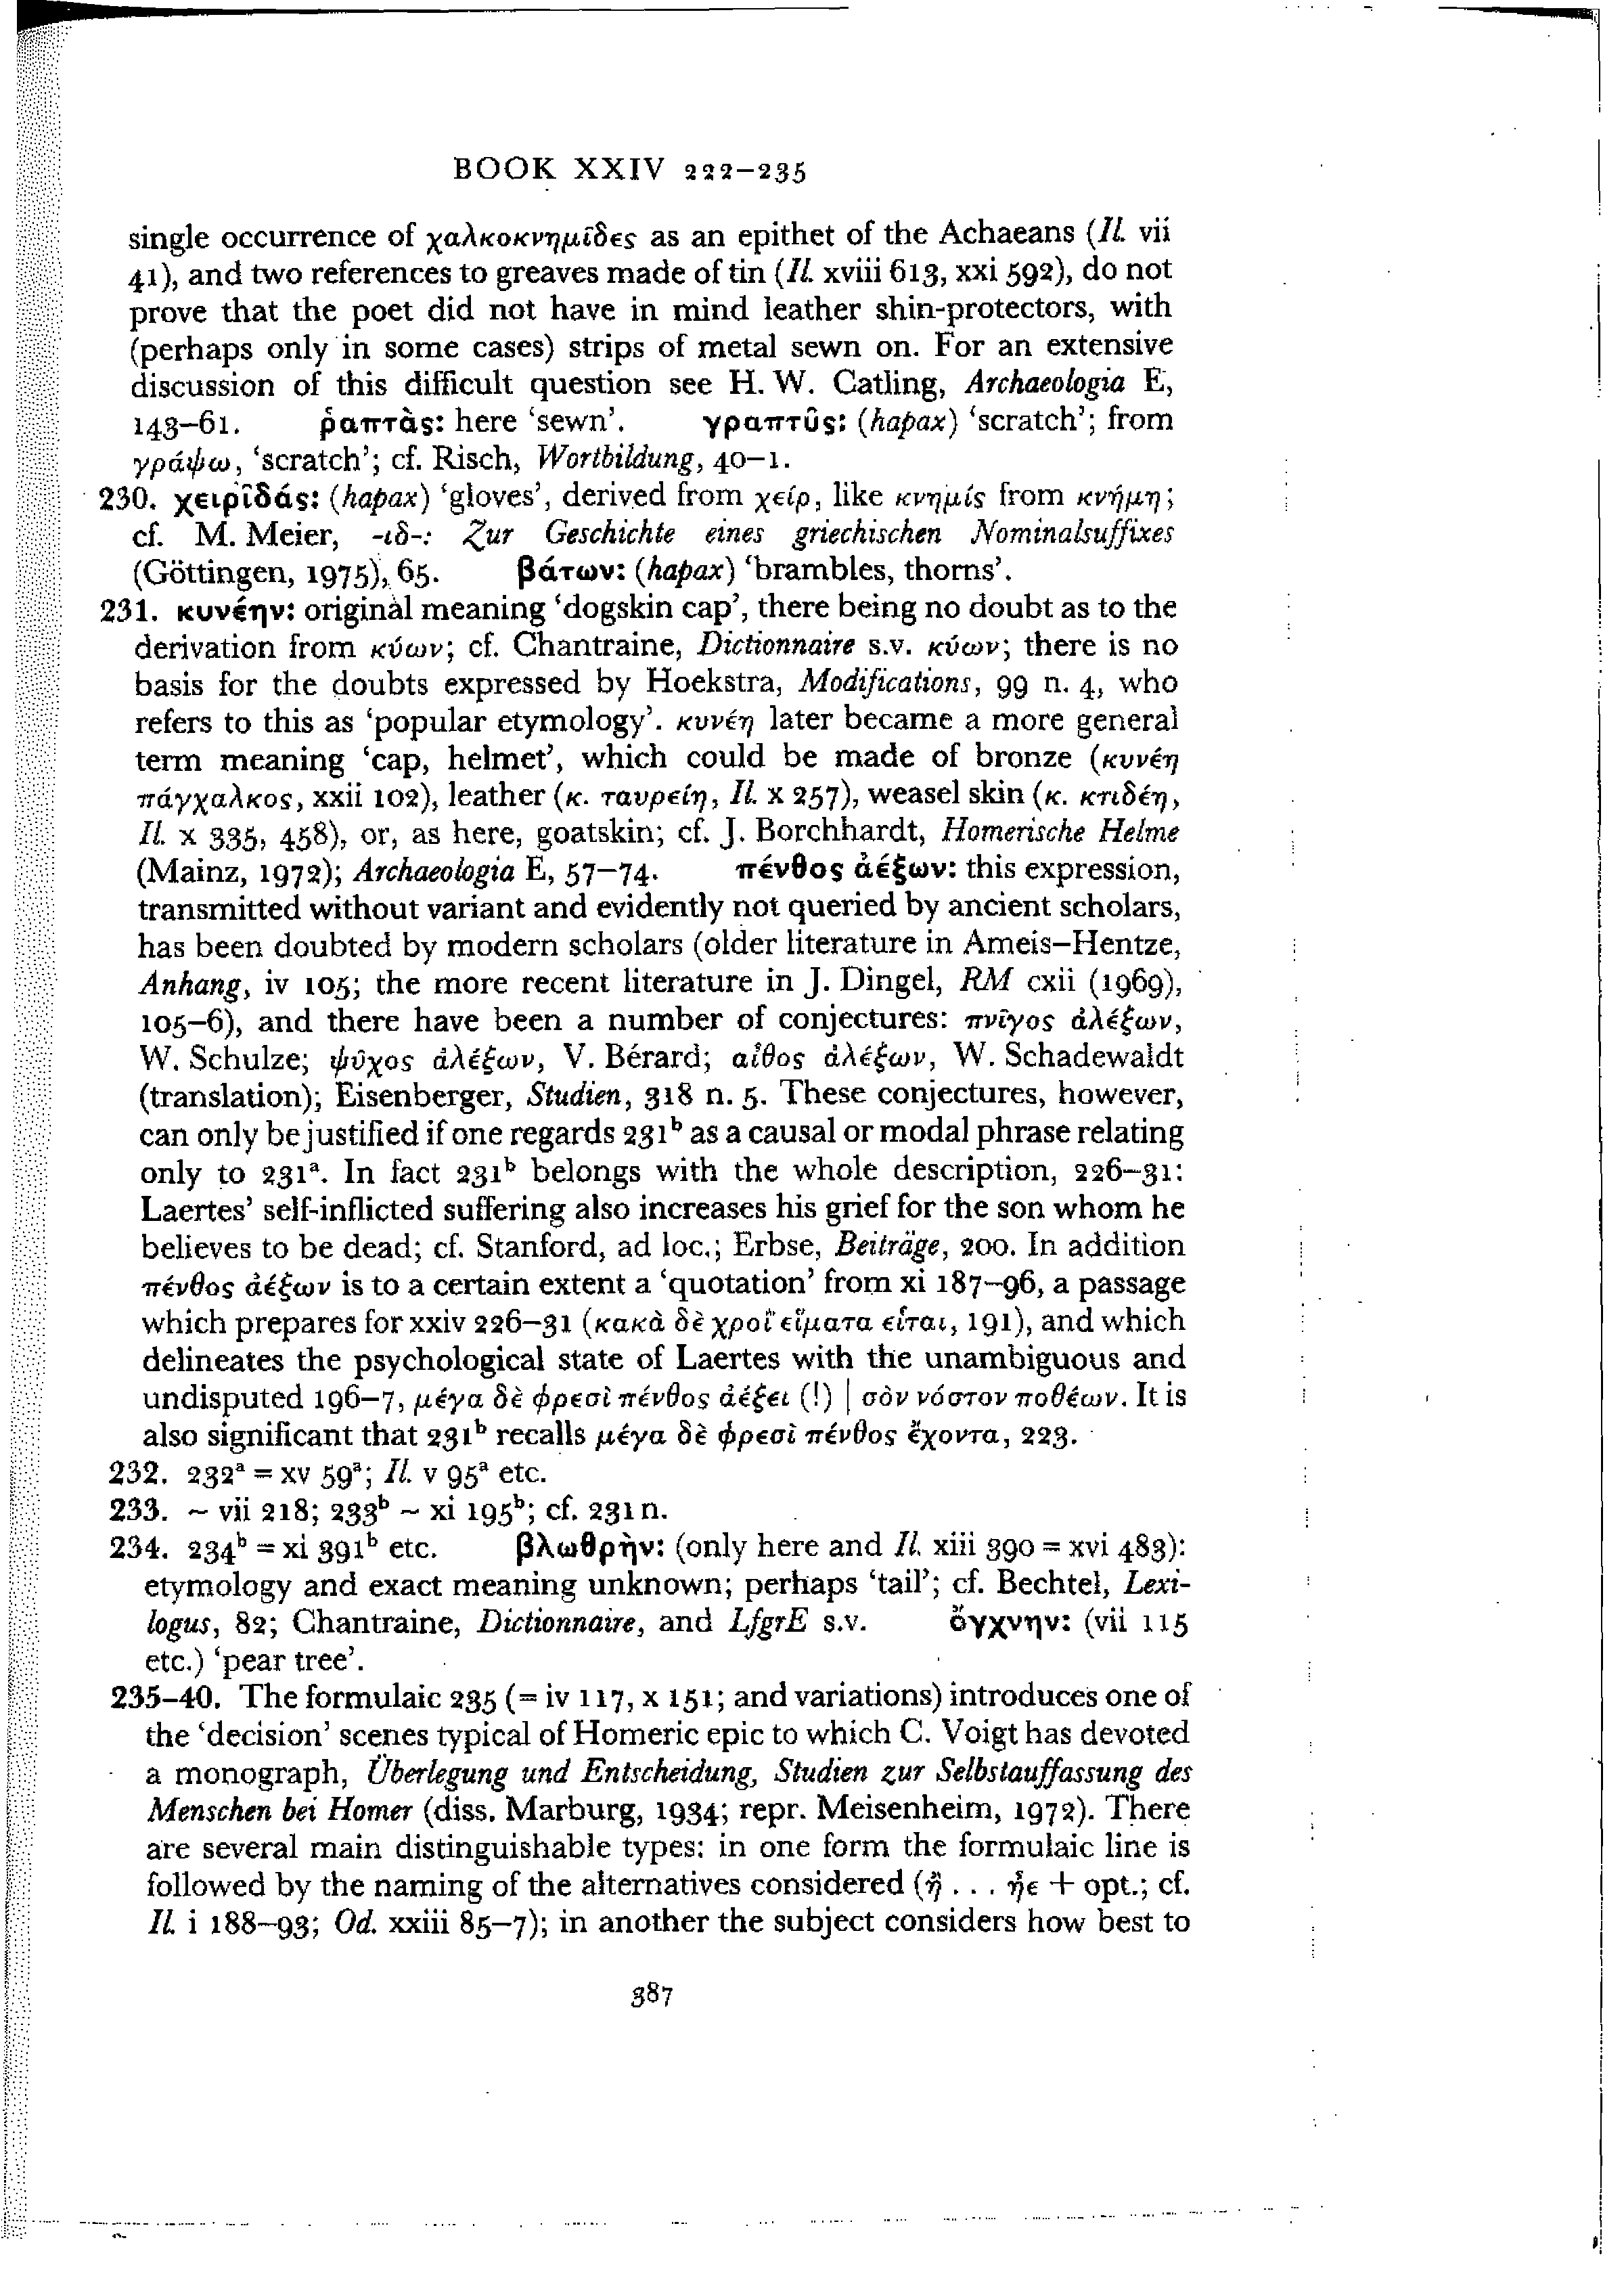 BOOK XXIV 222–235
single occurrence of χαλκοκνημῖδες as an epithet of the Achaeans (Il. vii
41), and two references to greaves made of tin (Il. xviii 613, xxi 592), do not
prove that the poet did not have in mind leather shin-protectors, with
(perhaps only in some cases) strips of metal sewn on. For an extensive
discussion of this difficult question see H. W. Catling, Archaeologia E,
143–61. ῥαπτὰς: here ‘sewn’. γραπτῦς: (hapax) ‘scratch’; from
γράψω, ‘scratch’; cf. Risch, Wortbildung, 40–1.
230. χειρῖδάς: (hapax) ‘gloves’, derived from χείρ, like κνημίς from κνήμη;
cf. M. Meier, -ιδ-: Zur Geschichte eines griechischen Nominalsuffixes
(Göttingen, 1975), 65. βάτων: (hapax) ‘brambles, thorns’.
231. κυνέην: original meaning ‘dogskin cap’, there being no doubt as to the
derivation from κύων; cf. Chantraine, Dictionnaire s.v. κύων; there is no
basis for the doubts expressed by Hoekstra, Modifications, 99 n. 4, who
refers to this as ‘popular etymology’. κυνέη later became a more general
term meaning ‘cap, helmet’, which could be made of bronze (κυνέη
πάγχαλκος, xxii 102), leather (κ. ταυρείη, Il. x 257), weasel skin (κ. κτιδέη,
Il. x 335, 458), or, as here, goatskin; cf. J. Borchhardt, Homerische Helme
(Mainz, 1972); Archaeologia E, 57–74. πένθος ἀέξων: this expression,
transmitted without variant and evidently not queried by ancient scholars,
has been doubted by modern scholars (older literature in Ameis–Hentze,
Anhang, iv 105; the more recent literature in J. Dingel, RM cxii (1969),
105–6), and there have been a number of conjectures: πνῖγος ἀλέξων,
W. Schulze; ψῦχος ἀλέξων, V. Bérard; αἶθος ἀλέξων, W. Schadewaldt
(translation); Eisenberger, Studien, 318 n. 5. These conjectures, however,
can only be justified if one regards 231ᵇ as a causal or modal phrase relating
only to 231ᵃ. In fact 231ᵇ belongs with the whole description, 226–31:
Laertes’ self-inflicted suffering also increases his grief for the son whom he
believes to be dead; cf. Stanford, ad loc.; Erbse, Beiträge, 200. In addition
πένθος ἀέξων is to a certain extent a ‘quotation’ from xi 187–96, a passage
which prepares for xxiv 226–31 (κακὰ δὲ χροῒ εἵματα εἷται, 191), and which
delineates the psychological state of Laertes with the unambiguous and
undisputed 196–7, μέγα δὲ φρεσὶ πένθος ἀέξει (!) | σὸν νόστον ποθέων. It is
also significant that 231ᵇ recalls μέγα δὲ φρεσὶ πένθος ἔχοντα, 223.
232. 232ᵃ = xv 59ᵃ; Il. v 95ᵃ etc.
233. ~ vii 218; 233ᵇ ~ xi 195ᵇ; cf. 231 n.
234. 234ᵇ = xi 391ᵇ etc. βλωθρὴν: (only here and Il. xiii 390 = xvi 483):
etymology and exact meaning unknown; perhaps ‘tail’; cf. Bechtel, Lexi-
logus, 82; Chantraine, Dictionnaire, and LfgrE s.v. ὄγχνην: (vii 115
etc.) ‘pear tree’.
235–40. The formulaic 235 (= iv 117, x 151; and variations) introduces one of
the ‘decision’ scenes typical of Homeric epic to which C. Voigt has devoted
a monograph, Überlegung und Entscheidung, Studien zur Selbstauffassung des
Menschen bei Homer (diss. Marburg, 1934; repr. Meisenheim, 1972). There
are several main distinguishable types: in one form the formulaic line is
followed by the naming of the alternatives considered (ἢ . . . ἦε + opt.; cf.
Il. i 188–93; Od. xxiii 85–7); in another the subject considers how best to
387